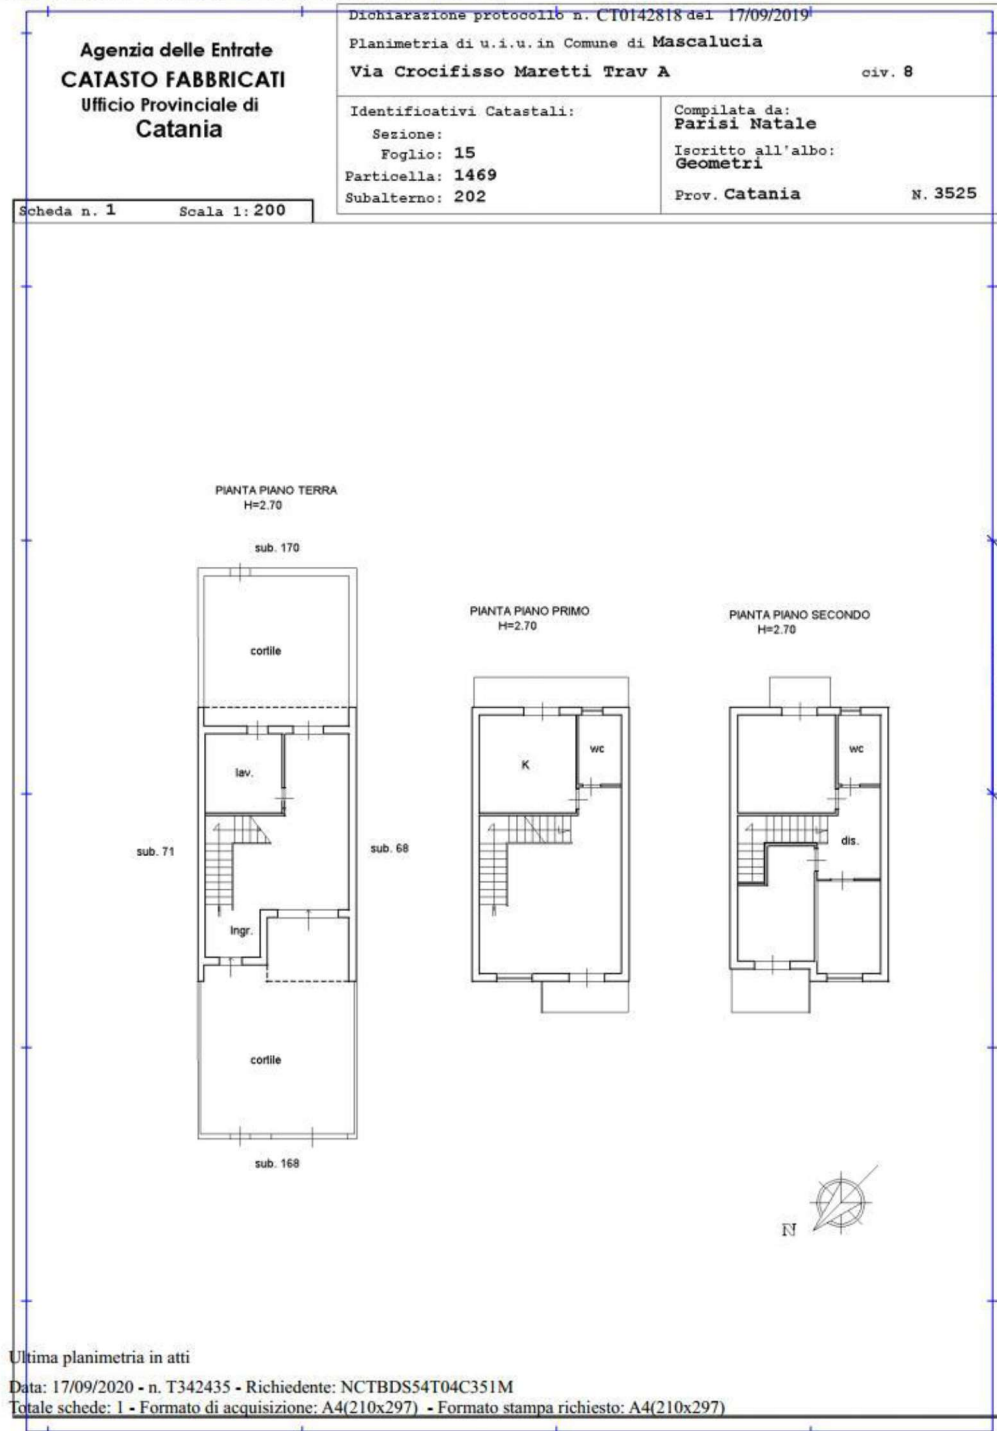 Dichiarazione protocollo n. CT0142818 del 17/09/2019
Agenzia delle Entrate
CATASTO FABBRICATI
Ufficio Provinciale di
Catania
Planimetria di u.i.u. in Comune di Mascalucia
Via Crocifisso Maretti Trav A civ. 8
Identificativi Catastali:
Sezione:
Foglio: 15
Particella: 1469
Subalterno: 202
Compilata da:
Parisi Natale
Iscritto all'albo:
Geometri
Prov. Catania N. 3525
Scheda n. 1 Scala 1:200
PIANTA PIANO TERRA
H=2.70
sub. 170
cortile
lav.
sub. 71
sub. 68
Ingr.
cortile
sub. 168
PIANTA PIANO PRIMO
H=2.70
K
wc
PIANTA PIANO SECONDO
H=2.70
wc
dis.
N
Ultima planimetria in atti
Data: 17/09/2020 - n. T342435 - Richiedente: NCTBDS54T04C351M
Totale schede: 1 - Formato di acquisizione: A4(210x297) - Formato stampa richiesto: A4(210x297)